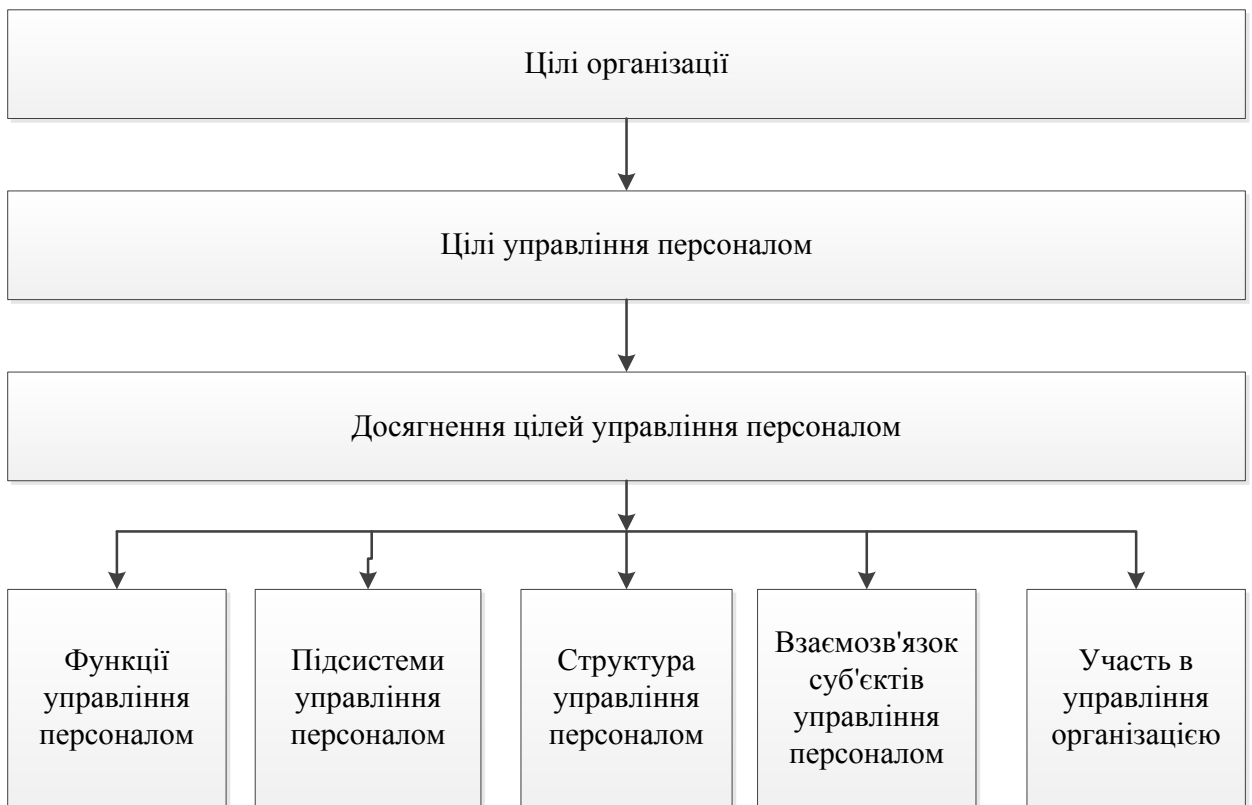 Цілі організації
Цілі управління персоналом
Досягнення цілей управління персоналом
Функції
управління
персоналом
Підсистеми
управління
персоналом
Структура
управління
персоналом
Взаємозв'язок
суб'єктів
управління
персоналом
Участь в
управління
організацією